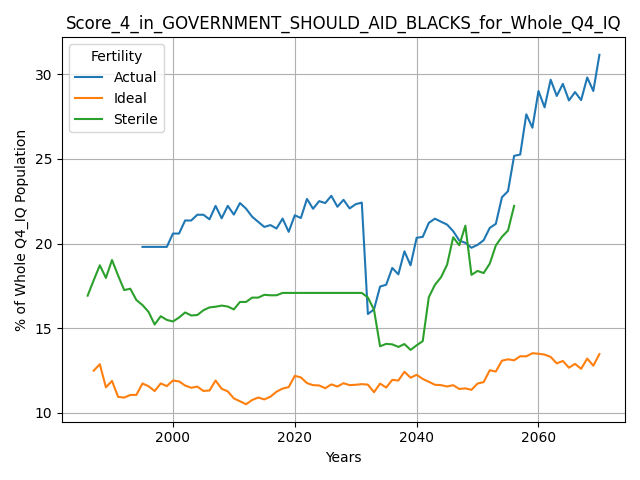 Score_4_in_GOVERNMENT_SHOULD_AID_BLACKS_for_Whole_Q4_IQ
Fertility
Actual
Ideal
Sterile
% of Whole Q4_IQ Population
30
25
20
15
10
2000
2020
2040
2060
Years